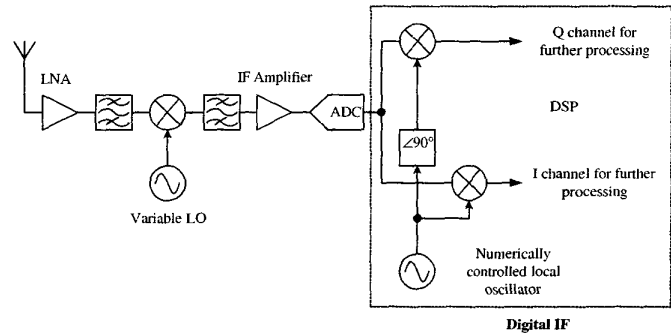 Q channel for
further processing
LNA
IF Amplifier
ADC
DSP
∠90°
I channel for further
processing
Variable LO
Numerically
controlled local
oscillator
Digital IF